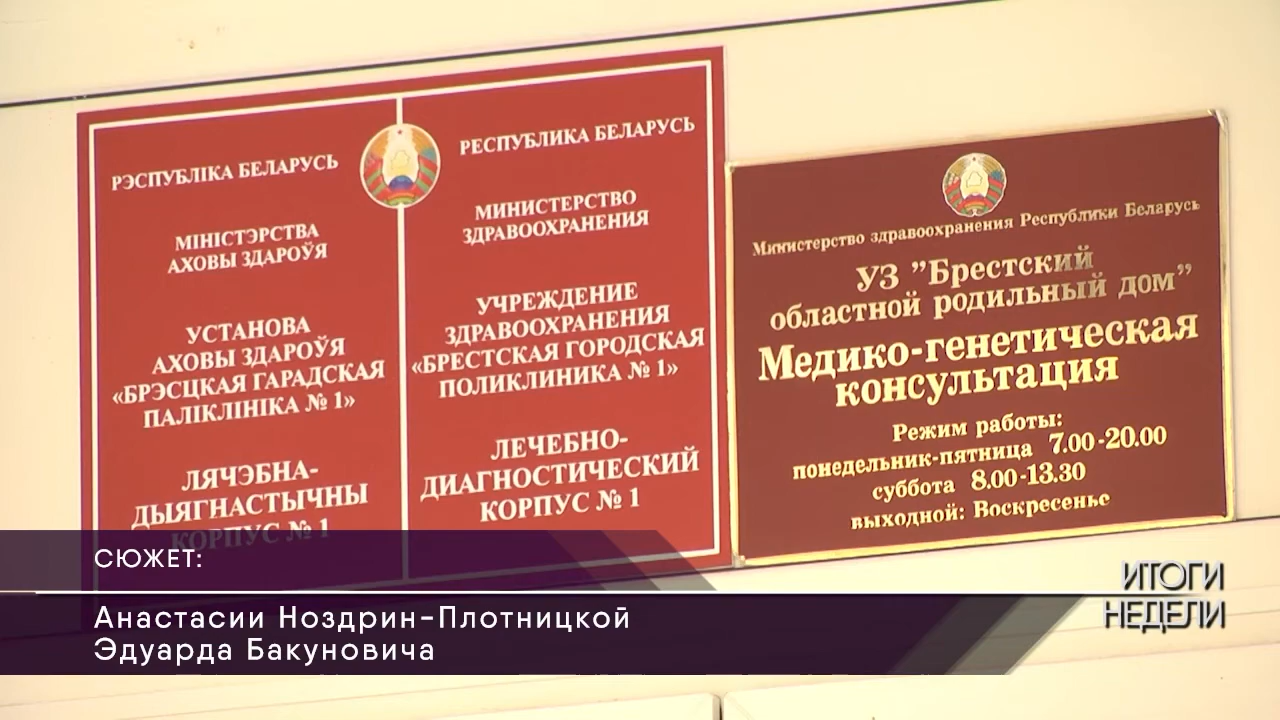 РЭСПУБЛІКА БЕЛАРУСЬ
МІНІСТЭРСТВА
АХОВЫ ЗДАРОЎЯ
УСТАНОВА
АХОВЫ ЗДАРОЎЯ
«БРЭСЦКАЯ ГАРАДСКАЯ
ПАЛІКЛІНІКА № 1»
ЛЯЧЭБНА-
ДЫЯГНАСТЫЧНЫ
КОРПУС № 1
РЕСПУБЛИКА БЕЛАРУСЬ
МИНИСТЕРСТВО
ЗДРАВООХРАНЕНИЯ
УЧРЕЖДЕНИЕ
ЗДРАВООХРАНЕНИЯ
«БРЕСТСКАЯ ГОРОДСКАЯ
ПОЛИКЛИНИКА № 1»
ЛЕЧЕБНО-
ДИАГНОСТИЧЕСКИЙ
КОРПУС № 1
Министерство здравоохранения Республики Беларусь
УЗ "Брестский
областной родильный дом"
Медико-генетическая
консультация
Режим работы:
понедельник-пятница 7.00-20.00
суббота 8.00-13.30
выходной: Воскресенье
СЮЖЕТ:
Анастасии Ноздрин-Плотницкой
Эдуарда Бакуновича
ИТОГИ
НЕДЕЛИ